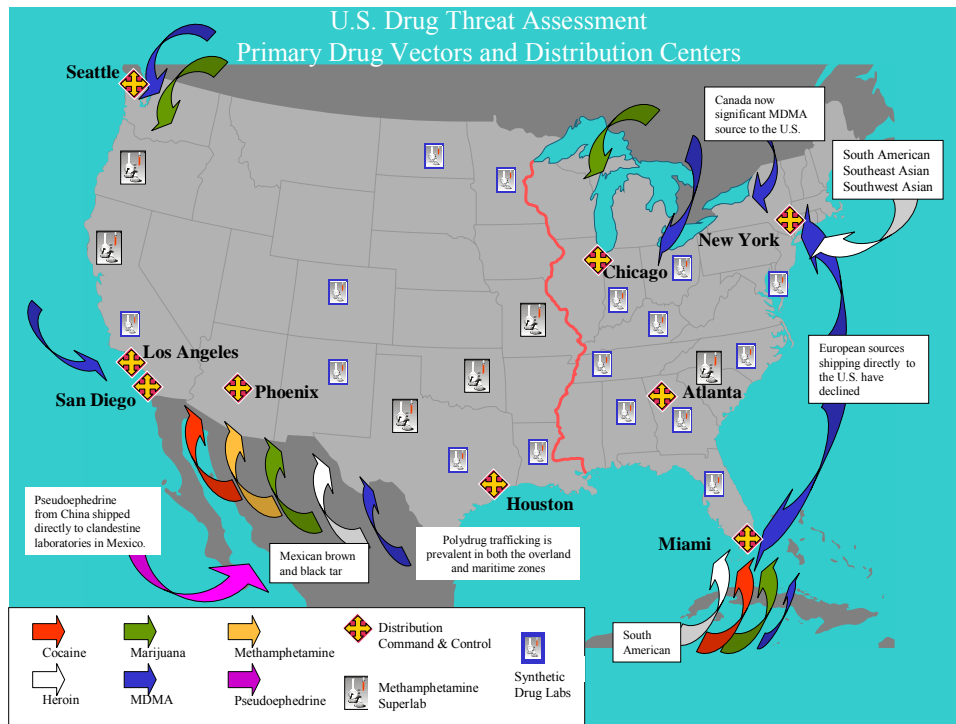 U.S. Drug Threat Assessment
Primary Drug Vectors and Distribution Centers
Seattle
Canada now
significant MDMA
source to the U.S.
South American
Southeast Asian
Southwest Asian
New York
Chicago
Los Angeles
San Diego
Phoenix
Atlanta
European sources
shipping directly to
the U.S. have
declined
Houston
Pseudoephedrine
from China shipped
directly to clandestine
laboratories in Mexico.
Mexican brown
and black tar
Polydrug trafficking is
prevalent in both the overland
and maritime zones
Miami
South
American
Cocaine
Marijuana
Methamphetamine
Distribution
Command & Control
Heroin
MDMA
Pseudoephedrine
Methamphetamine
Superlab
Synthetic
Drug Labs